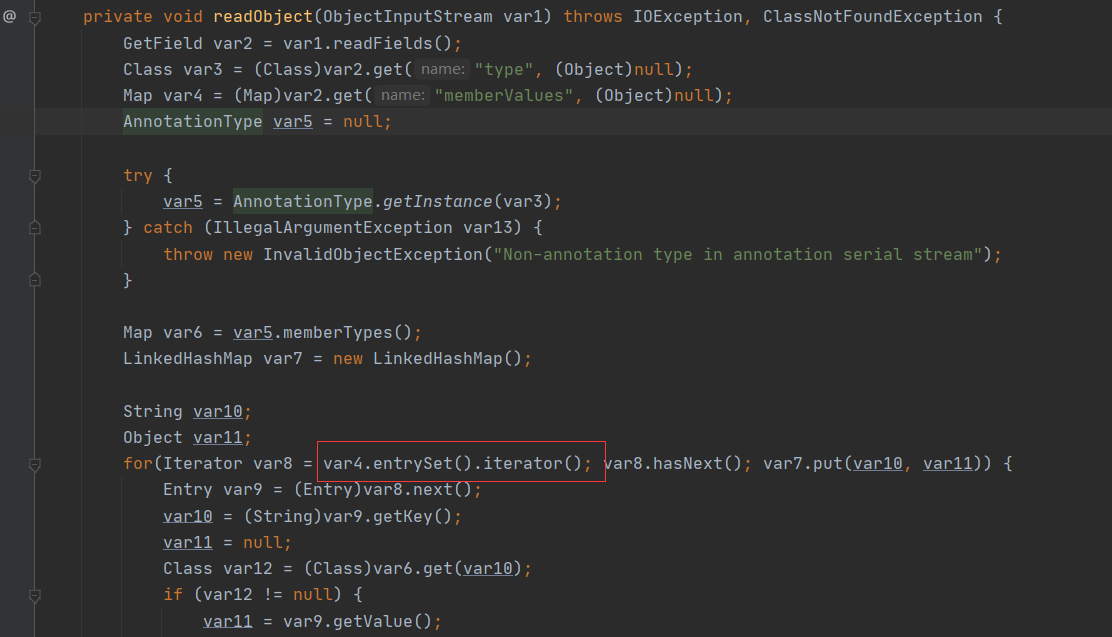 @ private void readObject(ObjectInputStream var1) throws IOException, ClassNotFoundException {
GetField var2 = var1.readFields();
Class var3 = (Class)var2.get( name: "type", (Object)null);
Map var4 = (Map)var2.get( name: "memberValues", (Object)null);
AnnotationType var5 = null;
try {
var5 = AnnotationType.getInstance(var3);
} catch (IllegalArgumentException var13) {
throw new InvalidObjectException("Non-annotation type in annotation serial stream");
}
Map var6 = var5.memberTypes();
LinkedHashMap var7 = new LinkedHashMap();
String var10;
Object var11;
for(Iterator var8 = var4.entrySet().iterator(); var8.hasNext(); var7.put(var10, var11)) {
Entry var9 = (Entry)var8.next();
var10 = (String)var9.getKey();
var11 = null;
Class var12 = (Class)var6.get(var10);
if (var12 != null) {
var11 = var9.getValue();